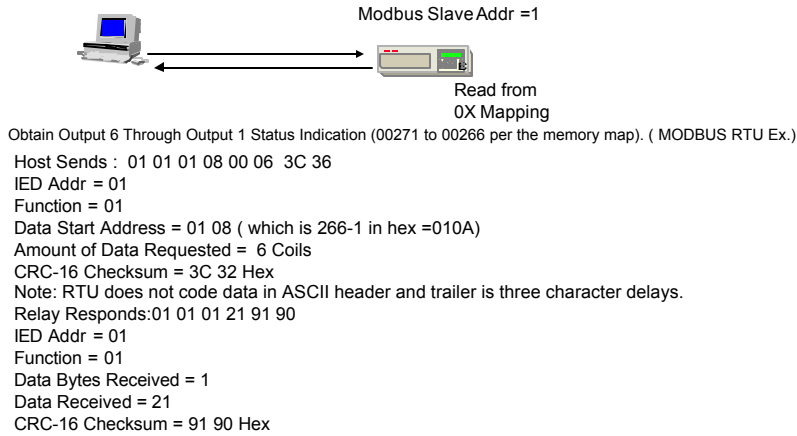 Modbus Slave Addr =1
Read from
0X Mapping
Obtain Output 6 Through Output 1 Status Indication (00271 to 00266 per the memory map). ( MODBUS RTU Ex.)
Host Sends : 01 01 01 08 00 06 3C 36
IED Addr = 01
Function = 01
Data Start Address = 01 08 ( which is 266-1 in hex =010A)
Amount of Data Requested = 6 Coils
CRC-16 Checksum = 3C 32 Hex
Note: RTU does not code data in ASCII header and trailer is three character delays.
Relay Responds:01 01 01 21 91 90
IED Addr = 01
Function = 01
Data Bytes Received = 1
Data Received = 21
CRC-16 Checksum = 91 90 Hex